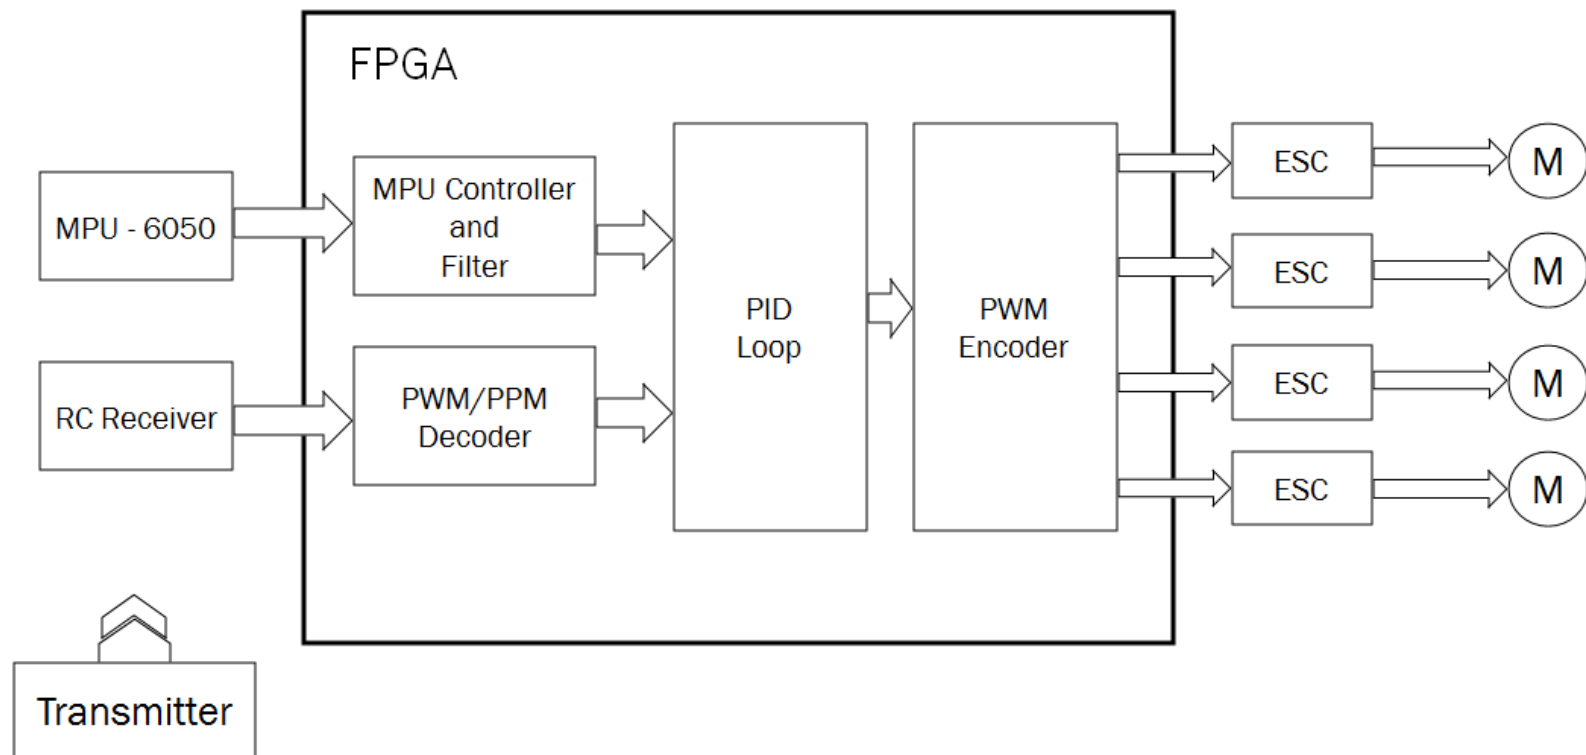 FPGA
MPU - 6050
MPU Controller
and
Filter
RC Receiver
PWM/PPM
Decoder
PID
Loop
PWM
Encoder
ESC
M
ESC
M
ESC
M
ESC
M
Transmitter